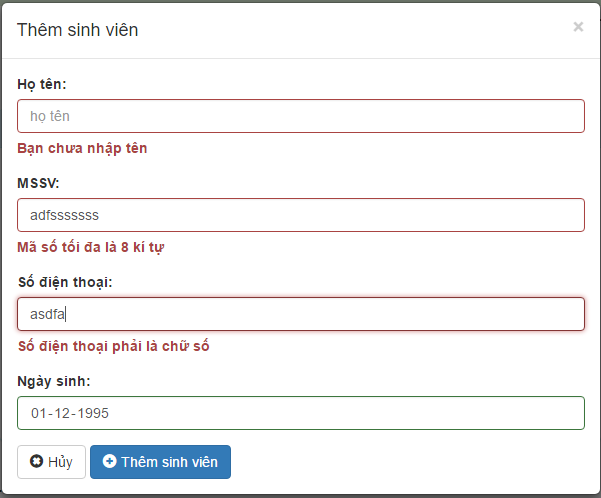 Thêm sinh viên ×
Họ tên:
họ tên
Bạn chưa nhập tên
MSSV:
adfsssssss
Mã số tối đa là 8 kí tự
Số điện thoại:
asdfa
Số điện thoại phải là chữ số
Ngày sinh:
01-12-1995
Hủy Thêm sinh viên